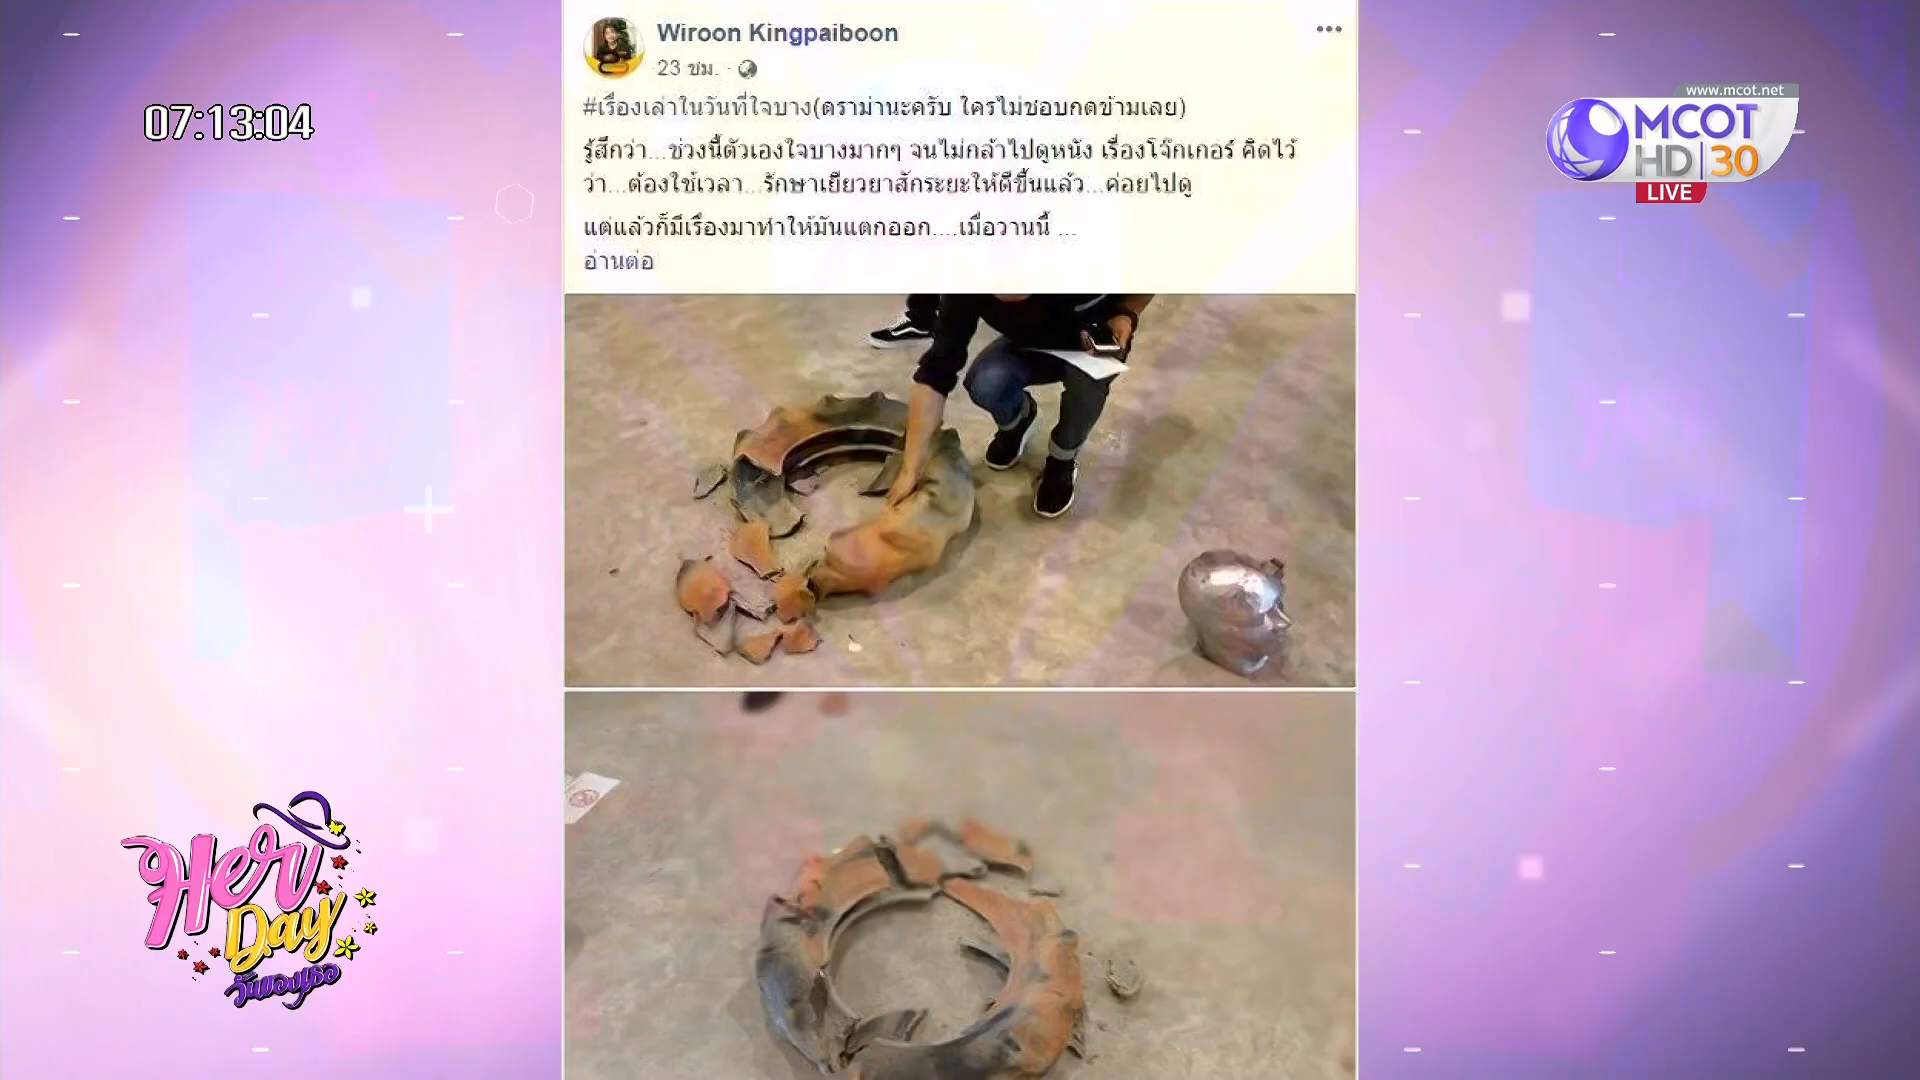 07:13:04
www.mcot.net
MCOT
HD 30
LIVE
Wiroon Kingpaiboon
23 ชม. ·
#เรื่องเล่าในวันที่ใจบาง(ดราม่านะครับ ใครไม่ชอบกดข้ามเลย)
รู้สึกว่า...ช่วงนี้ตัวเองใจบางมากๆ จนไม่กล้าไปดูหนัง เรื่องโจ๊กเกอร์ คิดไว้
ว่า...ต้องใช้เวลา...รักษาเยียวยาสักระยะให้ดีขึ้นแล้ว...ค่อยไปดู
แต่แล้วก็มีเรื่องมาทำให้มันแตกออก....เมื่อวานนี้ ...
อ่านต่อ
Her
Day
วันของเธอ